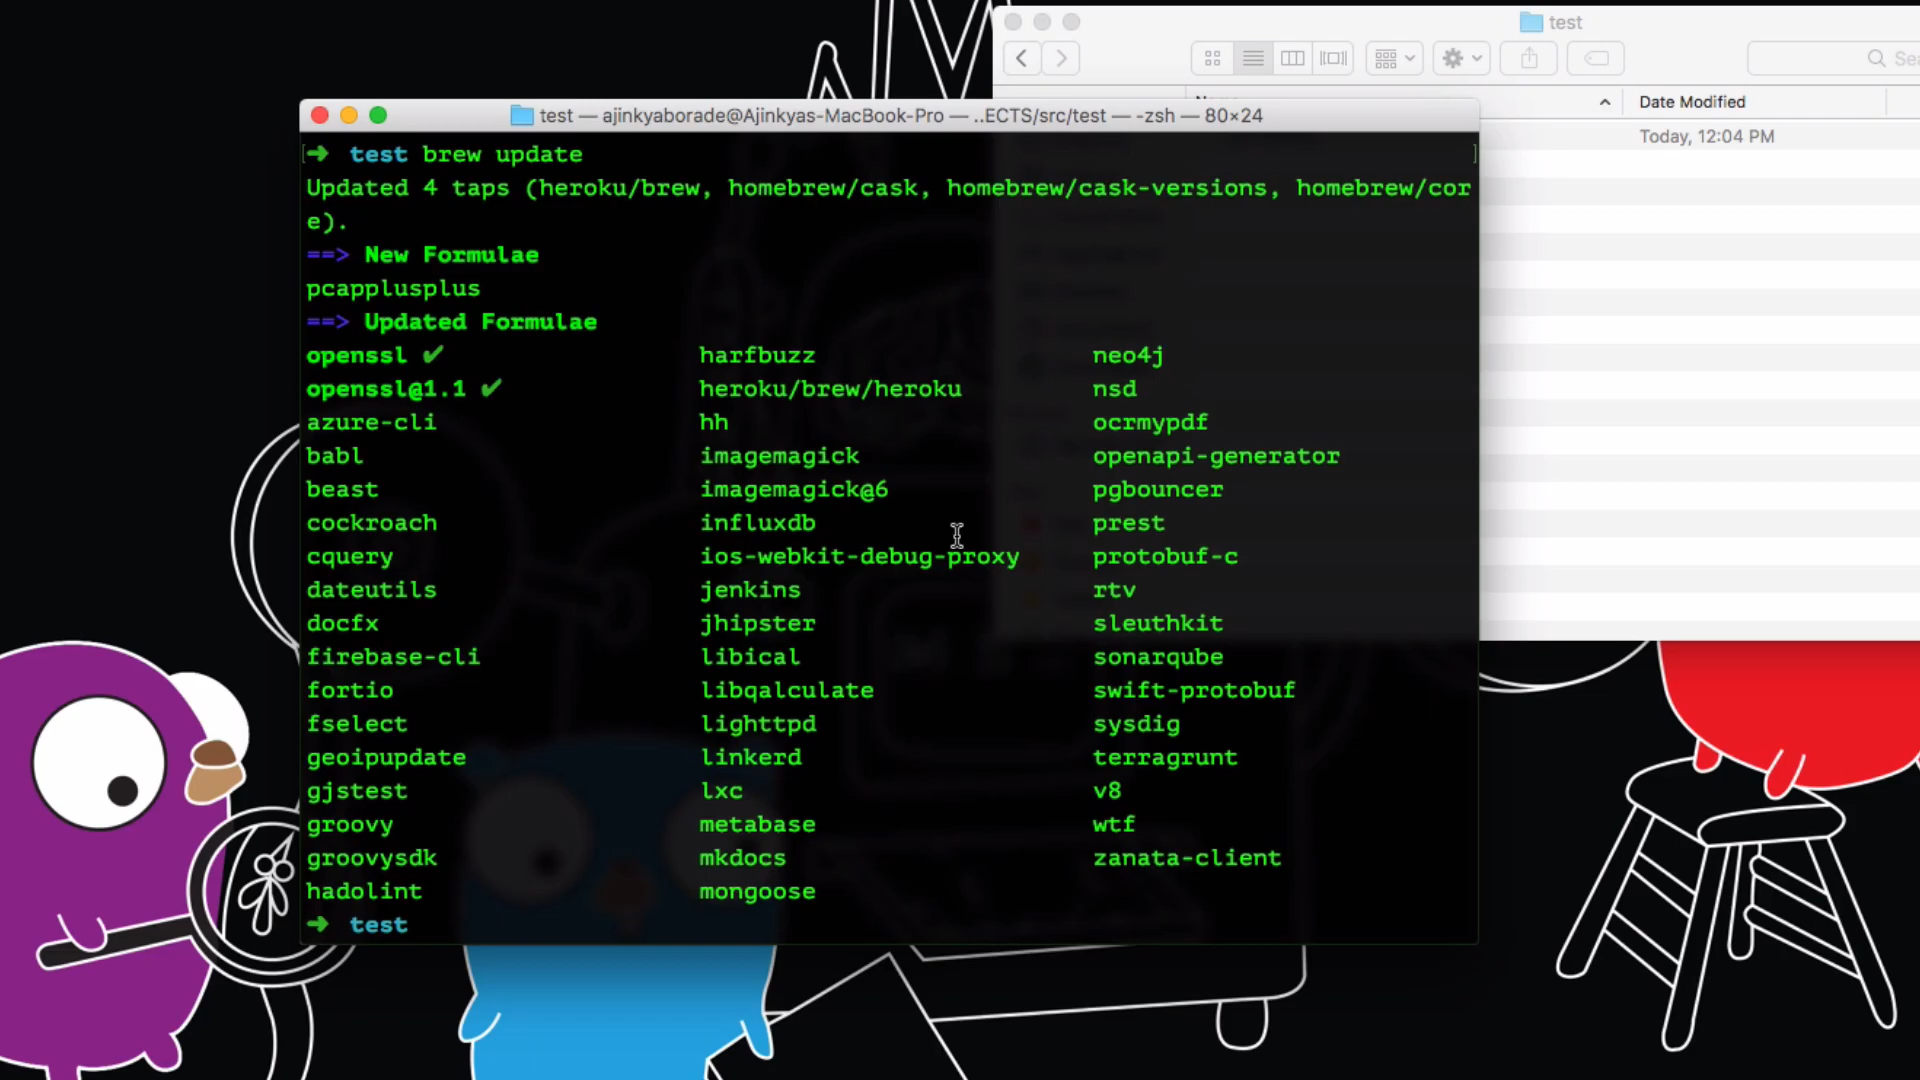 test
Sea
Date Modified
Today, 12:04 PM
test — ajinkyaborade@Ajinkyas-MacBook-Pro — ..ECTS/src/test — -zsh — 80×24
[➜ test brew update ]
Updated 4 taps (heroku/brew, homebrew/cask, homebrew/cask-versions, homebrew/cor
e).
==> New Formulae
pcapplusplus
==> Updated Formulae
openssl ✔ harfbuzz neo4j
openssl@1.1 ✔ heroku/brew/heroku nsd
azure-cli hh ocrmypdf
babl imagemagick openapi-generator
beast imagemagick@6 pgbouncer
cockroach influxdb prest
cquery ios-webkit-debug-proxy protobuf-c
dateutils jenkins rtv
docfx jhipster sleuthkit
firebase-cli libical sonarqube
fortio libqalculate swift-protobuf
fselect lighttpd sysdig
geoipupdate linkerd terragrunt
gjstest lxc v8
groovy metabase wtf
groovysdk mkdocs zanata-client
hadolint mongoose
➜ test